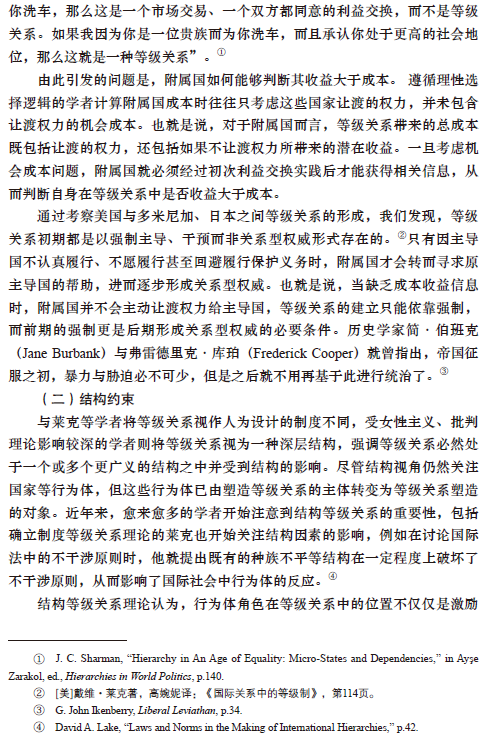 你洗车，那么这是一个市场交易、一个双方都同意的利益交换，而不是等级
关系。如果我因为你是一位贵族而为你洗车，而且承认你处于更高的社会地
位，那么这就是一种等级关系”。①
由此引发的问题是，附属国如何能够判断其收益大于成本。 遵循理性选
择逻辑的学者计算附属国成本时往往只考虑这些国家让渡的权力，并未包含
让渡权力的机会成本。也就是说，对于附属国而言，等级关系带来的总成本
既包括让渡的权力，还包括如果不让渡权力所带来的潜在收益。一旦考虑机
会成本问题，附属国就必须经过初次利益交换实践后才能获得相关信息，从
而判断自身在等级关系中是否收益大于成本。
通过考察美国与多米尼加、日本之间等级关系的形成，我们发现，等级
关系初期都是以强制主导、干预而非关系型权威形式存在的。②只有因主导
国不认真履行、不愿履行甚至回避履行保护义务时，附属国才会转而寻求原
主导国的帮助，进而逐步形成关系型权威。也就是说，当缺乏成本收益信息
时，附属国并不会主动让渡权力给主导国，等级关系的建立只能依靠强制，
而前期的强制更是后期形成关系型权威的必要条件。历史学家简·伯班克
（Jane Burbank）与弗雷德里克·库珀（Frederick Cooper）就曾指出，帝国征
服之初，暴力与胁迫必不可少，但是之后就不用再基于此进行统治了。③
（二）结构约束
与莱克等学者将等级关系视作人为设计的制度不同，受女性主义、批判
理论影响较深的学者则将等级关系视为一种深层结构，强调等级关系必然处
于一个或多个更广义的结构之中并受到结构的影响。尽管结构视角仍然关注
国家等行为体，但这些行为体已由塑造等级关系的主体转变为等级关系塑造
的对象。近年来，愈来愈多的学者开始注意到结构等级关系的重要性，包括
确立制度等级关系理论的莱克也开始关注结构因素的影响，例如在讨论国际
法中的不干涉原则时，他就提出既有的种族不平等结构在一定程度上破坏了
不干涉原则，从而影响了国际社会中行为体的反应。④
结构等级关系理论认为，行为体角色在等级关系中的位置不仅仅是激励
① J. C. Sharman, “Hierarchy in An Age of Equality: Micro-States and Dependencies,” in Ayşe
Zarakol, ed., Hierarchies in World Politics, p.140.
② [美]戴维·莱克著，高婉妮译：《国际关系中的等级制》，第114页。
③ G. John Ikenberry, Liberal Leviathan, p.34.
④ David A. Lake, “Laws and Norms in the Making of International Hierarchies,” p.42.